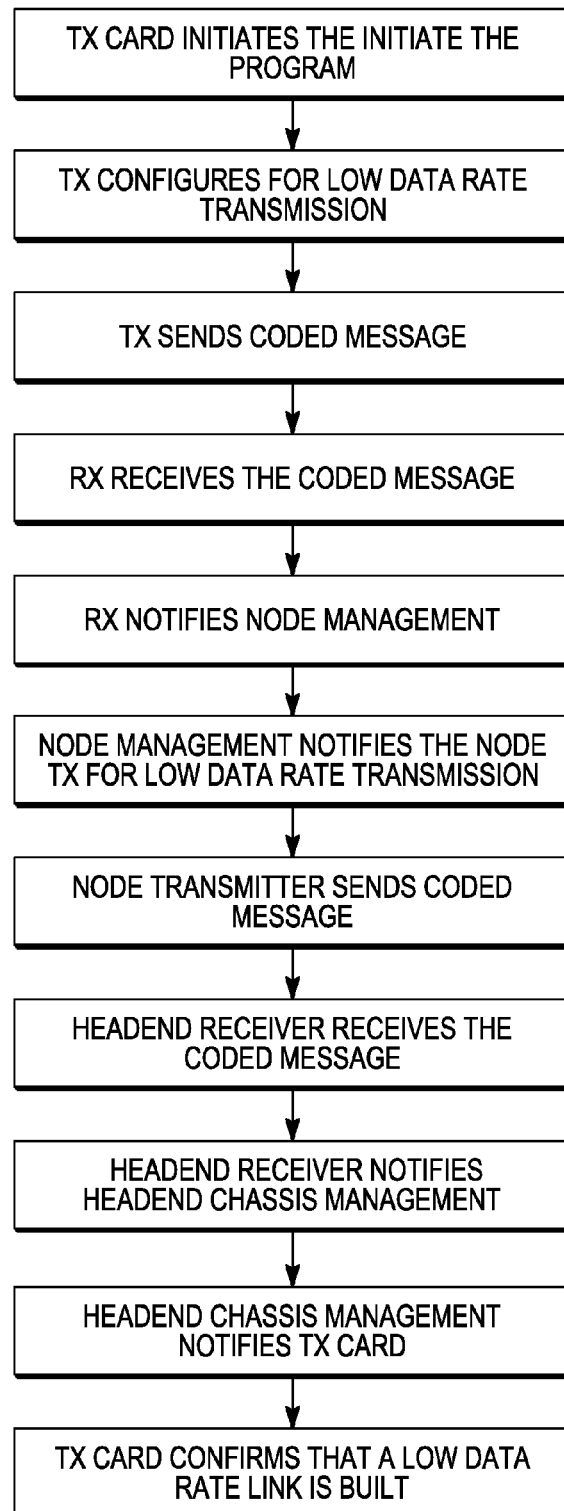 TX CARD INITIATES THE INITIATE THE
PROGRAM
TX CONFIGURES FOR LOW DATA RATE
TRANSMISSION
TX SENDS CODED MESSAGE
RX RECEIVES THE CODED MESSAGE
RX NOTIFIES NODE MANAGEMENT
NODE MANAGEMENT NOTIFIES THE NODE
TX FOR LOW DATA RATE TRANSMISSION
NODE TRANSMITTER SENDS CODED
MESSAGE
HEADEND RECEIVER RECEIVES THE
CODED MESSAGE
HEADEND RECEIVER NOTIFIES
HEADEND CHASSIS MANAGEMENT
HEADEND CHASSIS MANAGEMENT
NOTIFIES TX CARD
TX CARD CONFIRMS THAT A LOW DATA
RATE LINK IS BUILT